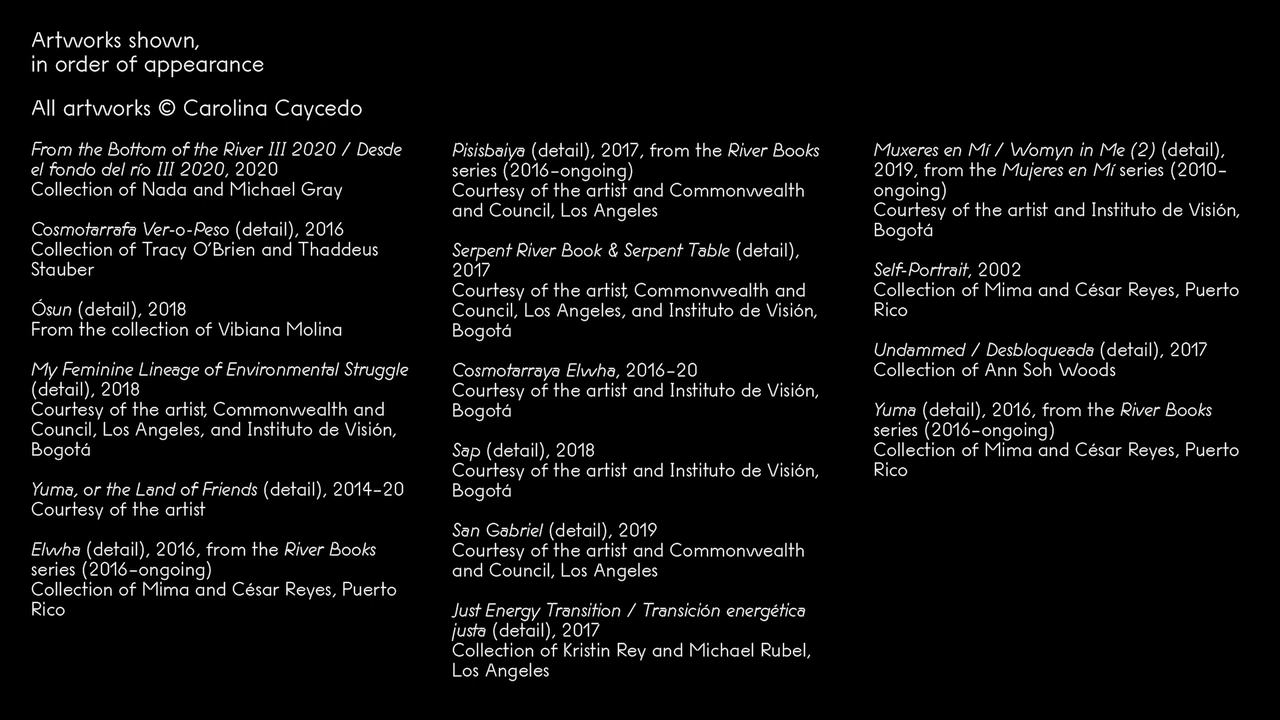 Artworks shown,
in order of appearance
All artworks © Carolina Caycedo
From the Bottom of the River III 2020 / Desde
el fondo del río III 2020, 2020
Collection of Nada and Michael Gray
Cosmotarrafa Ver-o-Peso (detail), 2016
Collection of Tracy O'Brien and Thaddeus
Stauber
Ósun (detail), 2018
From the collection of Vibiana Molina
My Feminine Lineage of Environmental Struggle
(detail), 2018
Courtesy of the artist, Commonwealth and
Council, Los Angeles, and Instituto de Visión,
Bogotá
Yuma, or the Land of Friends (detail), 2014–20
Courtesy of the artist
Elwha (detail), 2016, from the River Books
series (2016–ongoing)
Collection of Mima and César Reyes, Puerto
Rico
Pisisbaiya (detail), 2017, from the River Books
series (2016–ongoing)
Courtesy of the artist and Commonwealth
and Council, Los Angeles
Serpent River Book & Serpent Table (detail),
2017
Courtesy of the artist, Commonwealth and
Council, Los Angeles, and Instituto de Visión,
Bogotá
Cosmotarraya Elwha, 2016–20
Courtesy of the artist and Instituto de Visión,
Bogotá
Sap (detail), 2018
Courtesy of the artist and Instituto de Visión,
Bogotá
San Gabriel (detail), 2019
Courtesy of the artist and Commonwealth
and Council, Los Angeles
Just Energy Transition / Transición energética
justa (detail), 2017
Collection of Kristin Rey and Michael Rubel,
Los Angeles
Muxeres en Mí / Womyn in Me (2) (detail),
2019, from the Mujeres en Mí series (2010–
ongoing)
Courtesy of the artist and Instituto de Visión,
Bogotá
Self-Portrait, 2002
Collection of Mima and César Reyes, Puerto
Rico
Undammed / Desbloqueada (detail), 2017
Collection of Ann Soh Woods
Yuma (detail), 2016, from the River Books
series (2016–ongoing)
Collection of Mima and César Reyes, Puerto
Rico